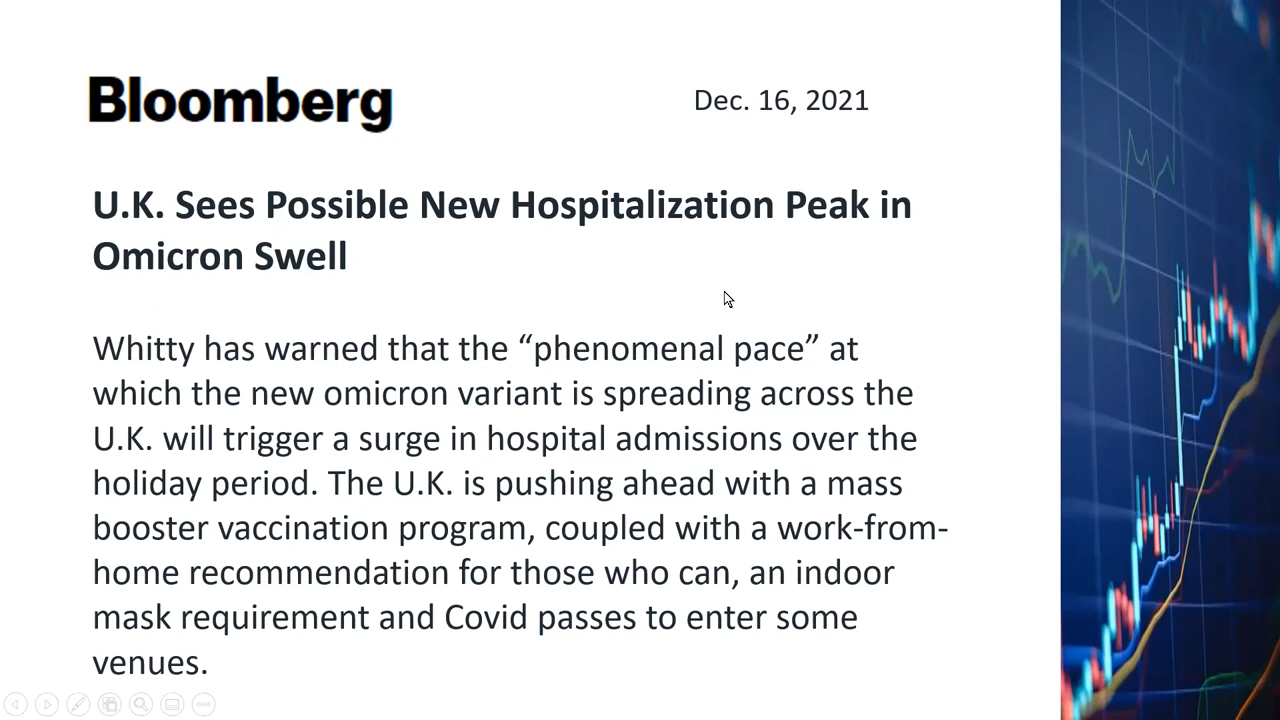 Bloomberg
Dec. 16, 2021
U.K. Sees Possible New Hospitalization Peak in
Omicron Swell
Whitty has warned that the “phenomenal pace” at
which the new omicron variant is spreading across the
U.K. will trigger a surge in hospital admissions over the
holiday period. The U.K. is pushing ahead with a mass
booster vaccination program, coupled with a work-from-
home recommendation for those who can, an indoor
mask requirement and Covid passes to enter some
venues.